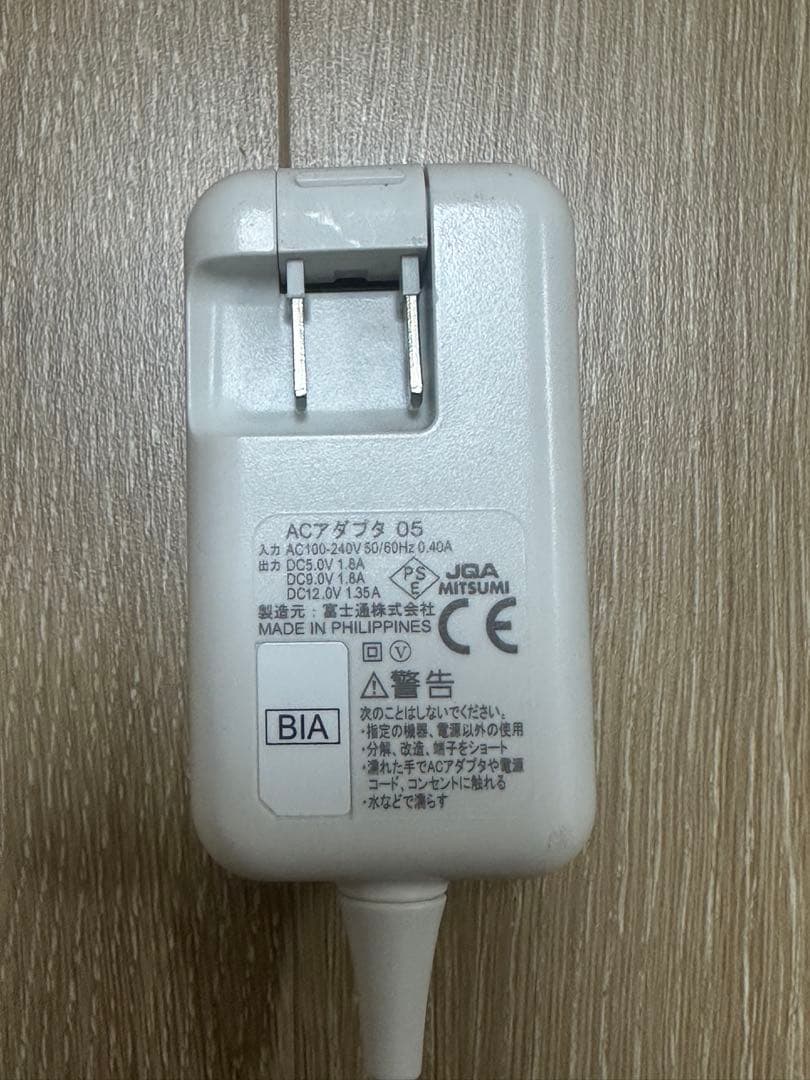 ACアダプタ 05
入力 AC100-240V 50/60Hz 0.40A
出力 DC5.0V 1.8A
DC9.0V 1.8A
DC12.0V 1.35A
PSE
JQA
MITSUMI
製造元：富士通株式会社
MADE IN PHILIPPINES
CE
V
BIA
警告
次のことはしないでください。
・指定の機器、電源以外の使用
・分解、改造、端子をショート
・濡れた手でACアダプタや電源
コード、コンセントに触れる
・水などで濡らす